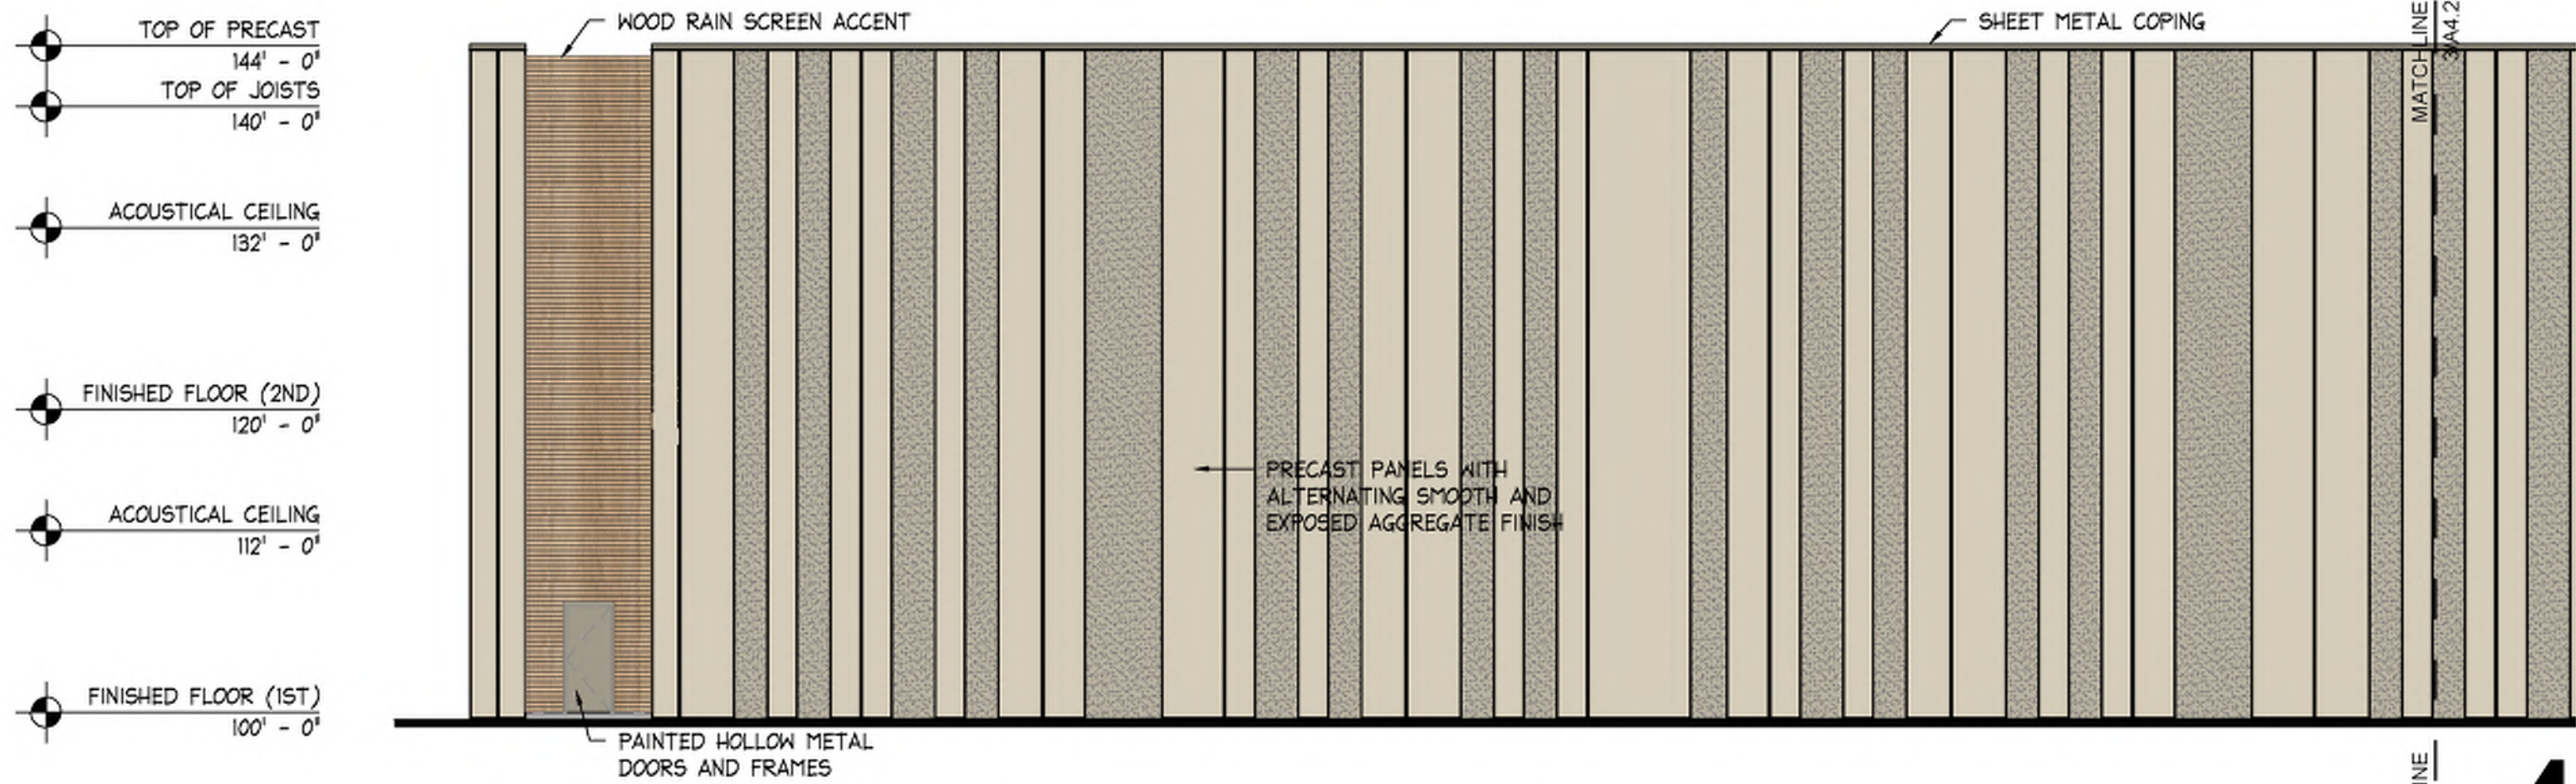 TOP OF PRECAST
144' - 0"
TOP OF JOISTS
140' - 0"
ACOUSTICAL CEILING
132' - 0"
FINISHED FLOOR (2ND)
120' - 0"
ACOUSTICAL CEILING
112' - 0"
FINISHED FLOOR (1ST)
100' - 0"
WOOD RAIN SCREEN ACCENT
SHEET METAL COPING
MATCHLINE
3/A4.2
PRECAST PANELS WITH
ALTERNATING SMOOTH AND
EXPOSED AGGREGATE FINISH
PAINTED HOLLOW METAL
DOORS AND FRAMES